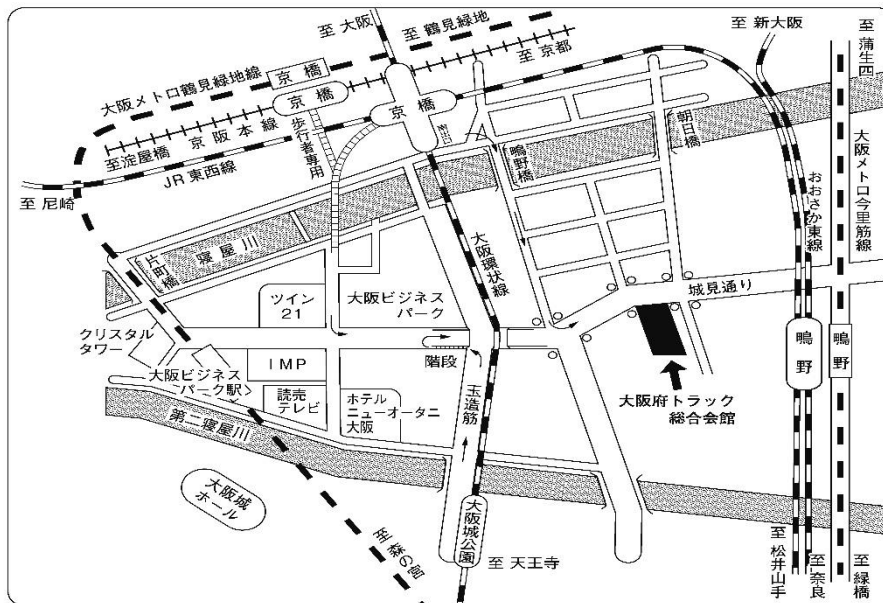 至 大阪
至 鶴見緑地
至 京都
至 新大阪
至 蒲生四
大阪メトロ鶴見緑地線
京橋
京橋
京橋
京阪本線
至淀屋橋
歩行者専用
JR東西線
至 尼崎
南口
鴫野橋
朝日橋
大阪メトロ今里筋線
おおさか東線
片町橋
寝屋川
大阪環状線
城見通り
ツイン
21
大阪ビジネス
パーク
クリスタル
タワー
階段
鴫野
鴫野
IMP
大阪ビジネス
パーク駅
読売
テレビ
ホテル
ニューオータニ
大阪
玉造筋
大阪府トラック
総合会館
第二寝屋川
大阪城
ホール
大阪城公園
至 森の宮
至 天王寺
至 松井山手
至 奈良
至 緑橋